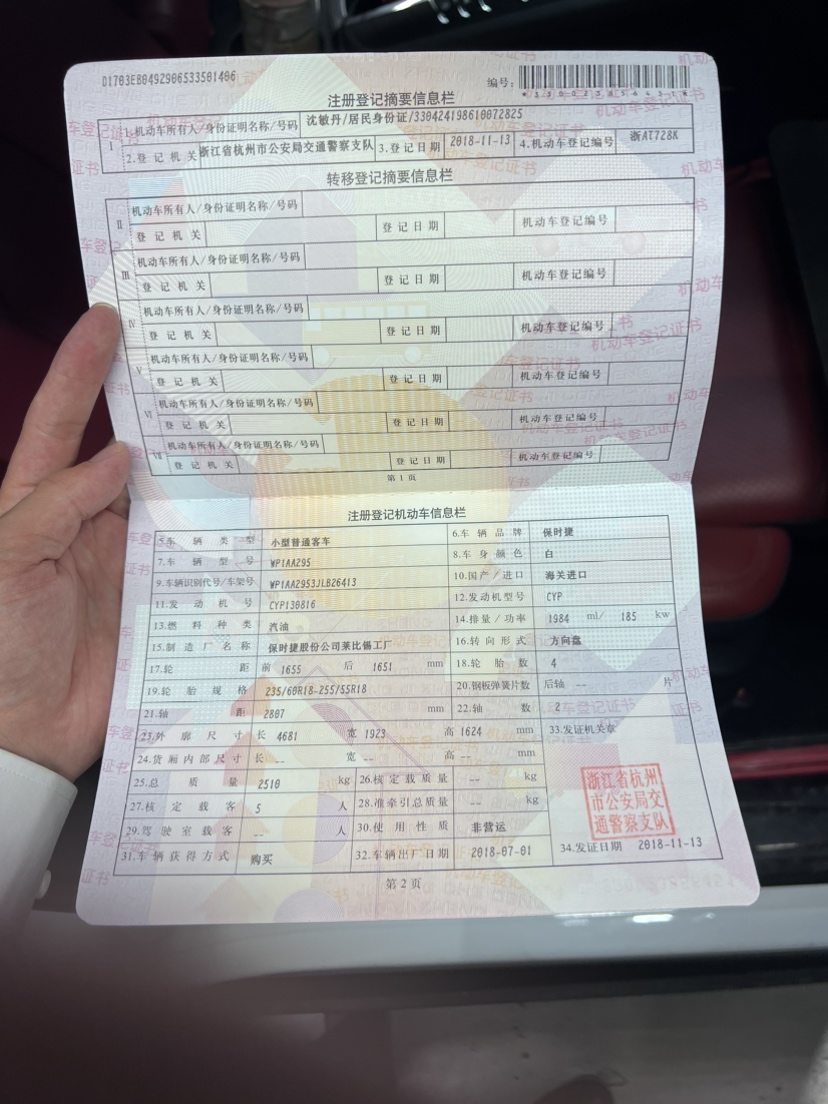 D1703EB0492906533501406
编号:
注册登记摘要信息栏
I 1.机动车所有人/身份证明名称/号码 沈敏丹/居民身份证/330424198610072825
2.登记机关 浙江省杭州市公安局交通警察支队 3.登记日期 2018-11-13 4.机动车登记编号 浙AT728K
转移登记摘要信息栏
II 机动车所有人/身份证明名称/号码
登记机关 登记日期 机动车登记编号
III 机动车所有人/身份证明名称/号码
登记机关 登记日期 机动车登记编号
IV 机动车所有人/身份证明名称/号码
登记机关 登记日期 机动车登记编号
V 机动车所有人/身份证明名称/号码
登记机关 登记日期 机动车登记编号
VI 机动车所有人/身份证明名称/号码
登记机关 登记日期 机动车登记编号
VII 机动车所有人/身份证明名称/号码
登记机关 登记日期 机动车登记编号
第1页
注册登记机动车信息栏
5.车辆类型 小型普通客车 6.车辆品牌 保时捷
7.车辆型号 WP1AA295 8.车身颜色 白
9.车辆识别代号/车架号 WP1AA2953JLB26413 10.国产/进口 海关进口
11.发动机号 CYP130816 12.发动机型号 CYP
13.燃料种类 汽油 14.排量/功率 1984 ml/ 185 kw
15.制造厂名称 保时捷股份公司莱比锡工厂 16.转向形式 方向盘
17.轮距 前 1655 后 1651 mm 18.轮胎数 4
19.轮胎规格 235/60R18-255/55R18 20.钢板弹簧片数 后轴 -- 片
21.轴距 2807 mm 22.轴数 2
23.外廓尺寸 长 4681 宽 1923 高 1624 mm 33.发证机关章
24.货厢内部尺寸 长 -- 宽 -- 高 -- mm
25.总质量 2510 kg 26.核定载质量 -- kg
27.核定载客 5 人 28.准牵引总质量 -- kg
29.驾驶室载客 -- 人 30.使用性质 非营运
浙江省杭州
市公安局交
通警察支队
31.车辆获得方式 购买 32.车辆出厂日期 2018-07-01 34.发证日期 2018-11-13
第2页